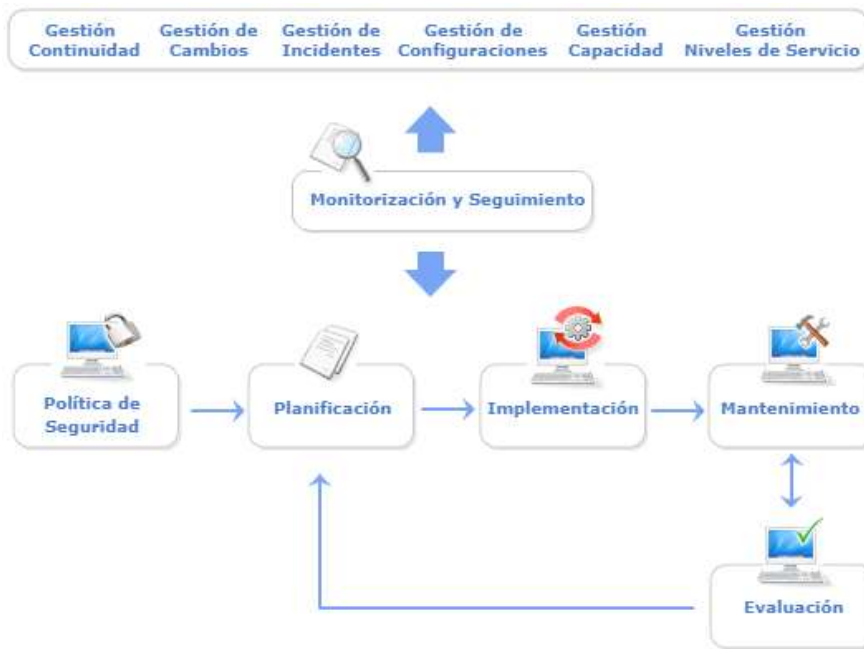 Gestión
Continuidad
Gestión de
Cambios
Gestión de
Incidentes
Gestión de
Configuraciones
Gestión
Capacidad
Gestión
Niveles de Servicio
Monitorización y Seguimiento
Política de
Seguridad
Planificación
Implementación
Mantenimiento
Evaluación